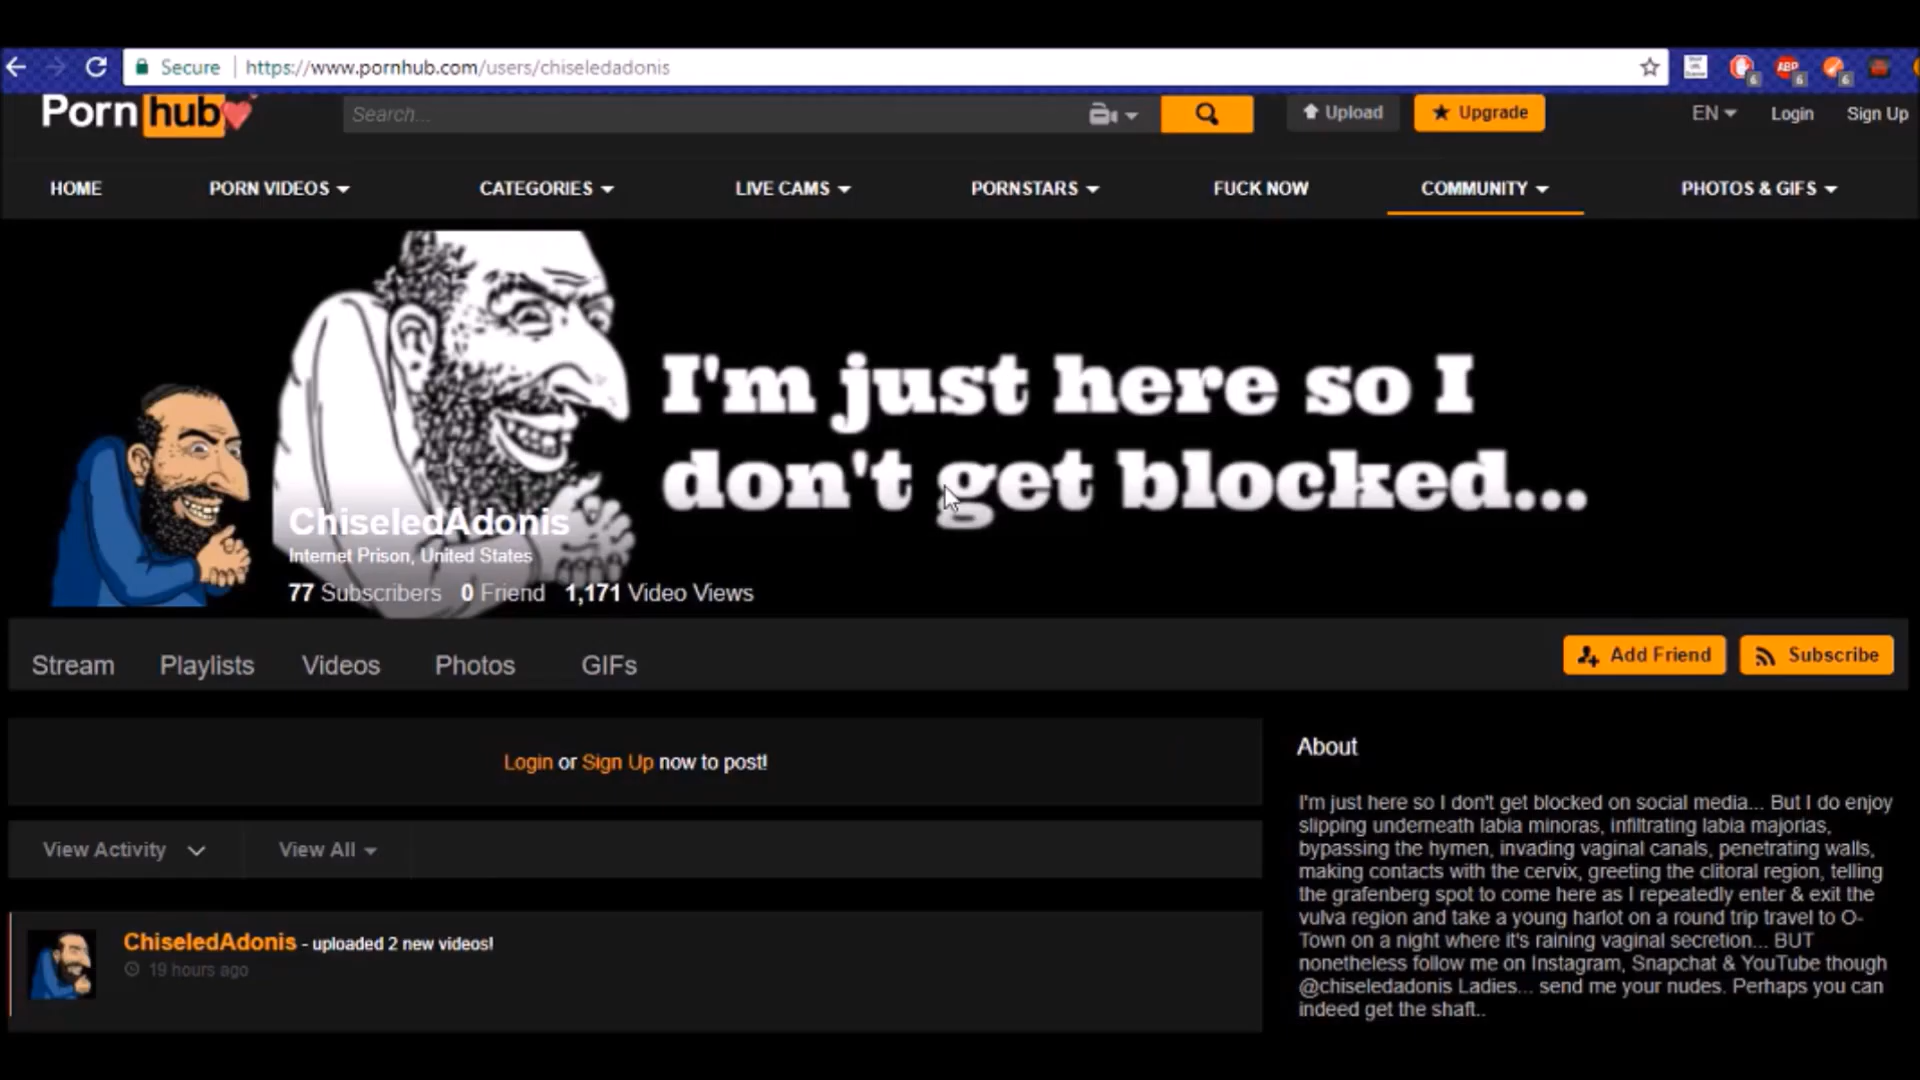 Secure https://www.pornhub.com/users/chiseledadonis
ABP
6 6 6
Porn hub
Search...
Upload
Upgrade
EN
Login
Sign Up
HOME PORN VIDEOS CATEGORIES LIVE CAMS PORNSTARS FUCK NOW COMMUNITY PHOTOS & GIFS
I'm just here so I
don't get blocked...
ChiseledAdonis
Internet Prison, United States
77 Subscribers 0 Friend 1,171 Video Views
Stream Playlists Videos Photos GIFs
Add Friend Subscribe
Login or Sign Up now to post!
View Activity View All
ChiseledAdonis - uploaded 2 new videos!
19 hours ago
About
I'm just here so I don't get blocked on social media... But I do enjoy
slipping underneath labia minoras, infiltrating labia majorias,
bypassing the hymen, invading vaginal canals, penetrating walls,
making contacts with the cervix, greeting the clitoral region, telling
the grafenberg spot to come here as I repeatedly enter & exit the
vulva region and take a young harlot on a round trip travel to O-
Town on a night where it's raining vaginal secretion... BUT
nonetheless follow me on Instagram, Snapchat & YouTube though
@chiseledadonis Ladies... send me your nudes. Perhaps you can
indeed get the shaft..